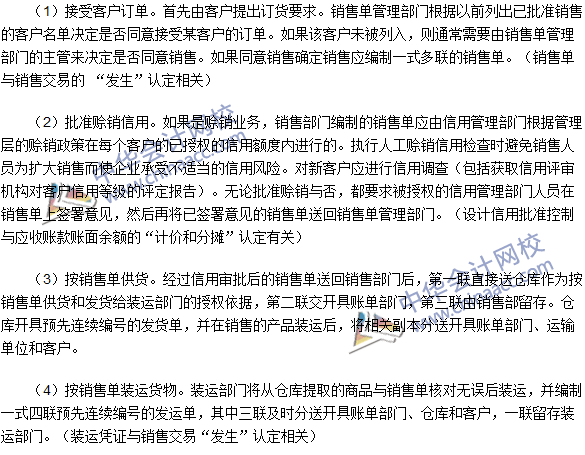 （1）接受客户订单。首先由客户提出订货要求。销售单管理部门根据以前列出已批准销售
的客户名单决定是否同意接受某客户的订单。如果该客户未被列入，则通常需要由销售单管理
部门的主管来决定是否同意销售。如果同意销售确定销售应编制一式多联的销售单。（销售单
与销售交易的 “发生”认定相关）
（2）批准赊销信用。如果是赊销业务，销售部门编制的销售单应由信用管理部门根据管理
层的赊销政策在每个客户的已授权的信用额度内进行的。执行人工赊销信用检查时避免销售人
员为扩大销售而使企业承受不适当的信用风险。对新客户应进行信用调查（包括获取信用评审
机构对客户信用等级的评定报告）。无论批准赊销与否，都要求被授权的信用管理部门人员在
销售单上签署意见，然后再将已签署意见的销售单送回销售单管理部门。（设计信用批准控制
与应收账款账面余额的“计价和分摊”认定有关）
（3）按销售单供货。经过信用审批后的销售单送回销售部门后，第一联直接送仓库作为按
销售单供货和发货给装运部门的授权依据，第二联交开具账单部门，第三联由销售部留存。仓
库开具预先连续编号的发货单，并在销售的产品装运后，将相关副本分送开具账单部门、运输
单位和客户。
（4）按销售单装运货物。装运部门将从仓库提取的商品与销售单核对无误后装运，并编制
一式四联预先连续编号的发运单，其中三联及时分送开具账单部门、仓库和客户，一联留存装
运部门。（装运凭证与销售交易“发生”认定相关）
中华会计网校
www.chinaacc.com
中华会计网校
www.chinaacc.com